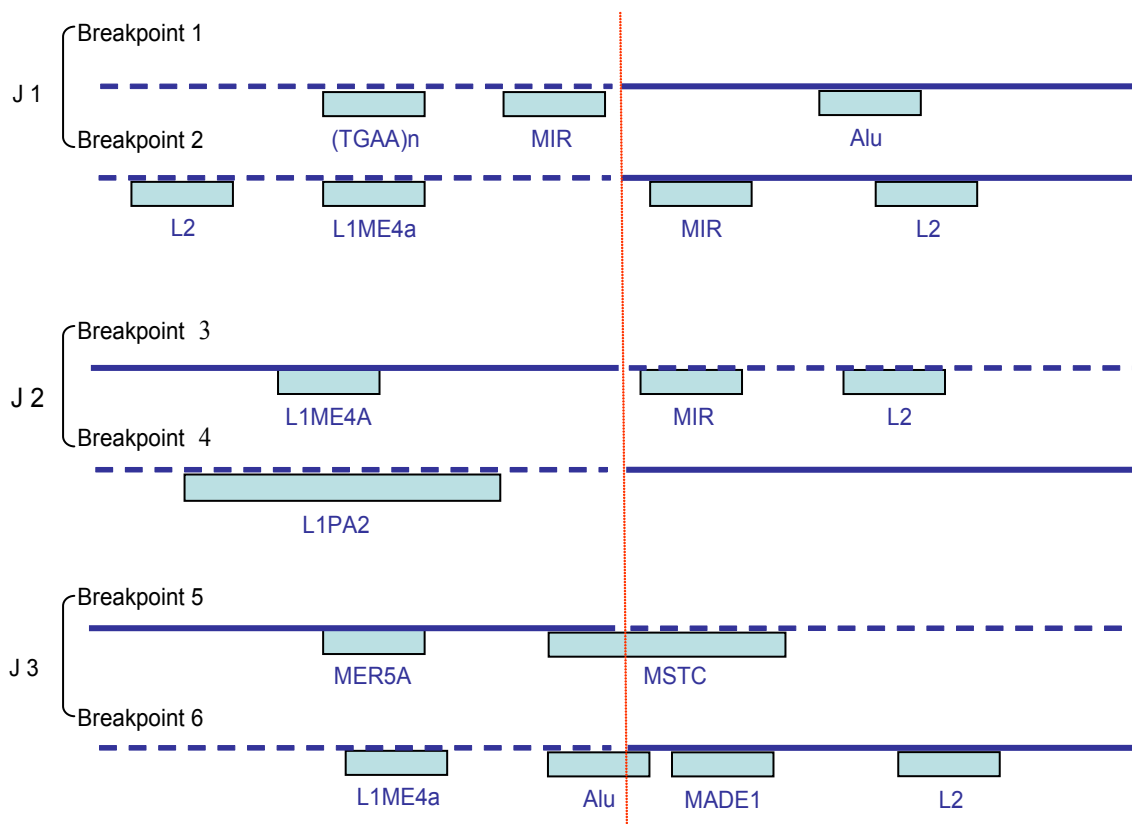 Breakpoint 1
J 1
(TGAA)n MIR Alu
Breakpoint 2
L2 L1ME4a MIR L2
Breakpoint 3
J 2
L1ME4A MIR L2
Breakpoint 4
L1PA2
Breakpoint 5
J 3
MER5A MSTC
Breakpoint 6
L1ME4a Alu MADE1 L2